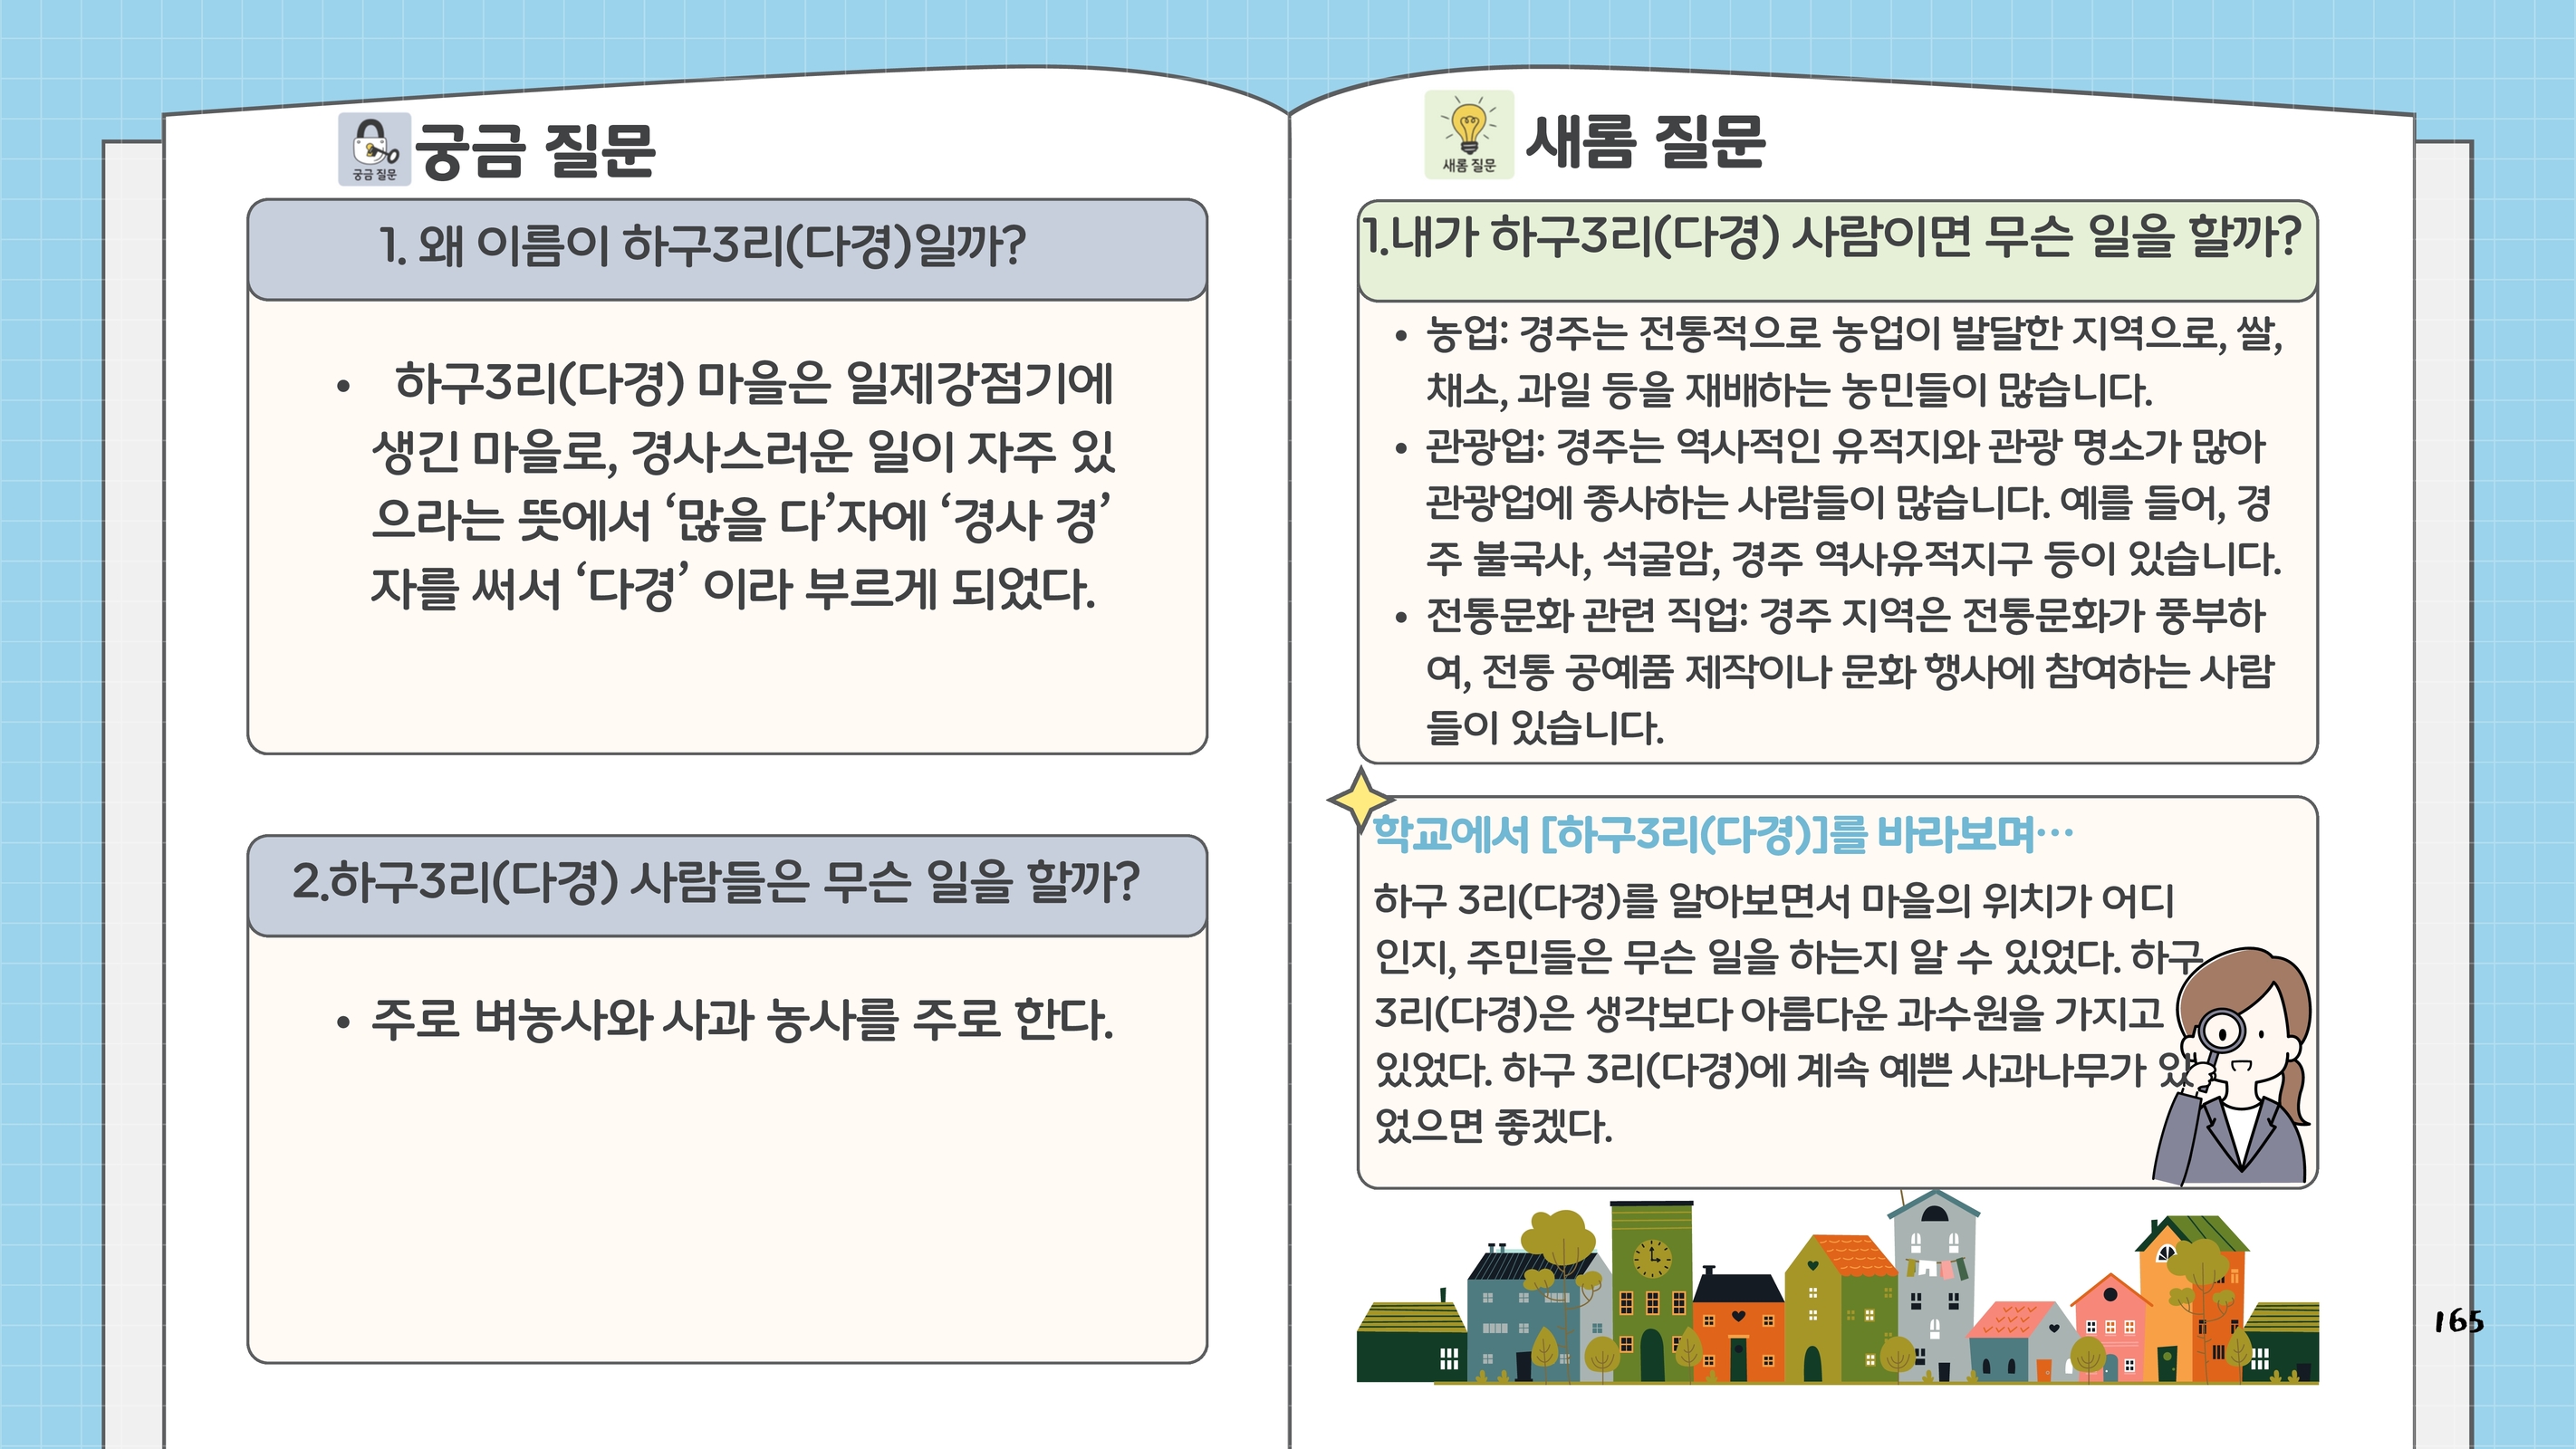 궁금 질문
궁금 질문
1. 왜 이름이 하구3리(다경)일까?
• 하구3리(다경) 마을은 일제강점기에
생긴 마을로, 경사스러운 일이 자주 있
으라는 뜻에서 ‘많을 다’자에 ‘경사 경’
자를 써서 ‘다경’ 이라 부르게 되었다.
2.하구3리(다경) 사람들은 무슨 일을 할까?
• 주로 벼농사와 사과 농사를 주로 한다.
새롬 질문
새롬 질문
1.내가 하구3리(다경) 사람이면 무슨 일을 할까?
• 농업: 경주는 전통적으로 농업이 발달한 지역으로, 쌀,
채소, 과일 등을 재배하는 농민들이 많습니다.
• 관광업: 경주는 역사적인 유적지와 관광 명소가 많아
관광업에 종사하는 사람들이 많습니다. 예를 들어, 경
주 불국사, 석굴암, 경주 역사유적지구 등이 있습니다.
• 전통문화 관련 직업: 경주 지역은 전통문화가 풍부하
여, 전통 공예품 제작이나 문화 행사에 참여하는 사람
들이 있습니다.
학교에서 [하구3리(다경)]를 바라보며…
하구 3리(다경)를 알아보면서 마을의 위치가 어디
인지, 주민들은 무슨 일을 하는지 알 수 있었다. 하구
3리(다경)은 생각보다 아름다운 과수원을 가지고
있었다. 하구 3리(다경)에 계속 예쁜 사과나무가 있
었으면 좋겠다.
165